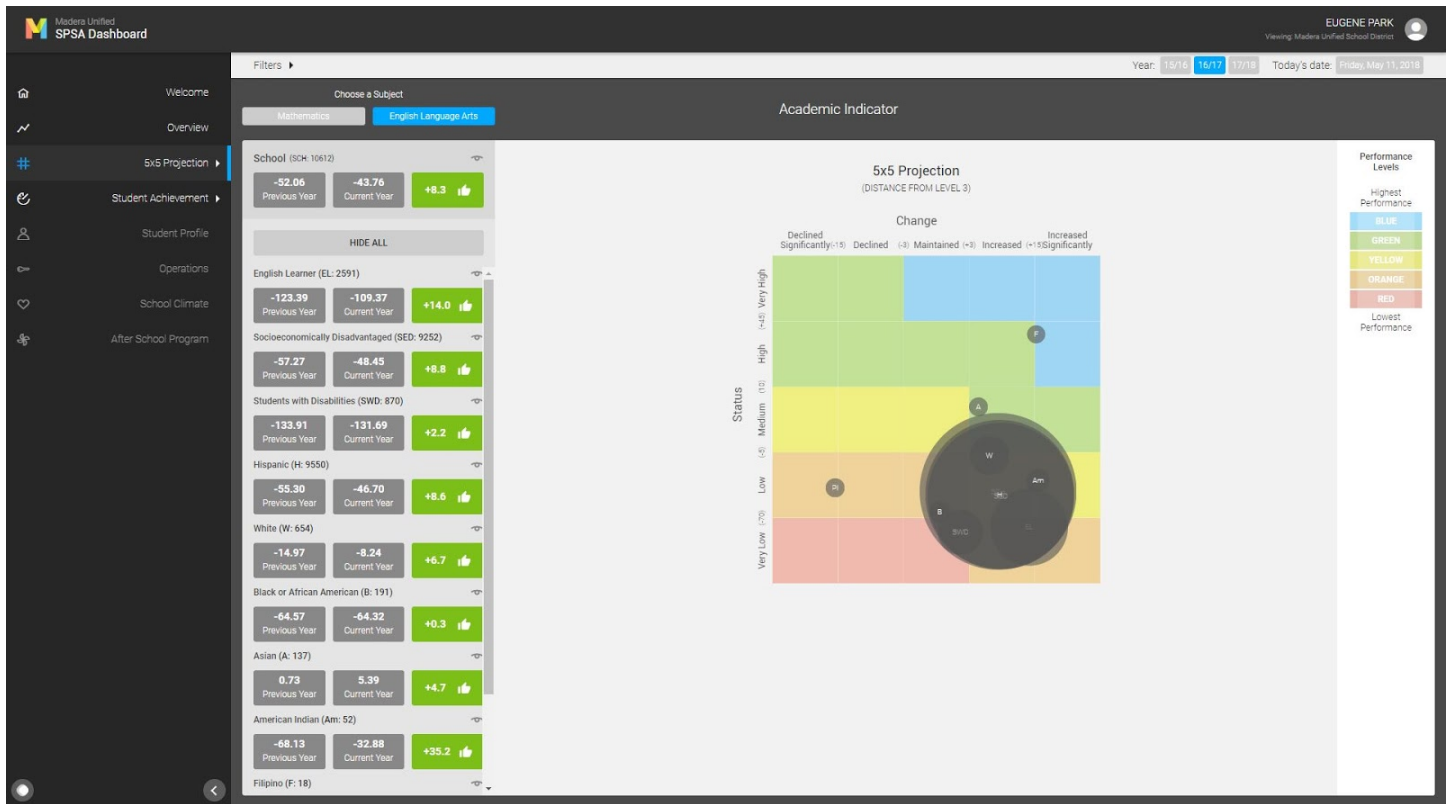 Madera Unified
SPSA Dashboard
EUGENE PARK
Viewing: Madera Unified School District
Filters
Year: 15/16 16/17 17/18 Today's date: Friday, May 11, 2018
Welcome
Overview
5x5 Projection
Student Achievement
Student Profile
Operations
School Climate
After School Program
Choose a Subject
Mathematics English Language Arts
Academic Indicator
School (SCH: 10612)
-52.06 -43.76 +8.3
Previous Year Current Year
HIDE ALL
English Learner (EL: 2591)
-123.39 -109.37 +14.0
Previous Year Current Year
Socioeconomically Disadvantaged (SED: 9252)
-57.27 -48.45 +8.8
Previous Year Current Year
Students with Disabilities (SWD: 870)
-133.91 -131.69 +2.2
Previous Year Current Year
Hispanic (H: 9550)
-55.30 -46.70 +8.6
Previous Year Current Year
White (W: 654)
-14.97 -8.24 +6.7
Previous Year Current Year
Black or African American (B: 191)
-64.57 -64.32 +0.3
Previous Year Current Year
Asian (A: 137)
0.73 5.39 +4.7
Previous Year Current Year
American Indian (Am: 52)
-68.13 -32.88 +35.2
Previous Year Current Year
Filipino (F: 18)
5x5 Projection
(DISTANCE FROM LEVEL 3)
Change
Declined Significantly (-15) Declined (-3) Maintained (+3) Increased (+15) Increased Significantly
Status
Very High
(+45)
High
(10)
Medium
(-5)
Low
(-70)
Very Low
F
A
W
PI
Am
H
B
SWD
EL
Performance
Levels
Highest
Performance
BLUE
GREEN
YELLOW
ORANGE
RED
Lowest
Performance